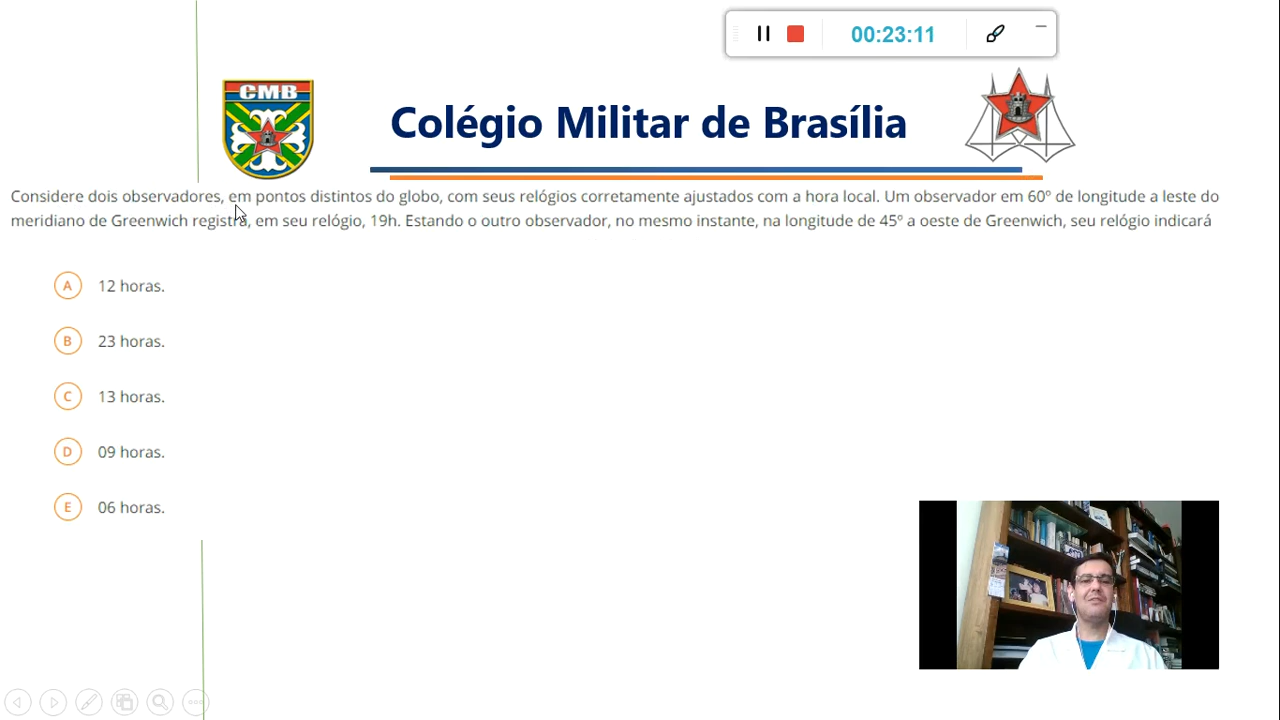 00:23:11
CMB
Colégio Militar de Brasília
Considere dois observadores, em pontos distintos do globo, com seus relógios corretamente ajustados com a hora local. Um observador em 60º de longitude a leste do
meridiano de Greenwich registra, em seu relógio, 19h. Estando o outro observador, no mesmo instante, na longitude de 45º a oeste de Greenwich, seu relógio indicará
A 12 horas.
B 23 horas.
C 13 horas.
D 09 horas.
E 06 horas.